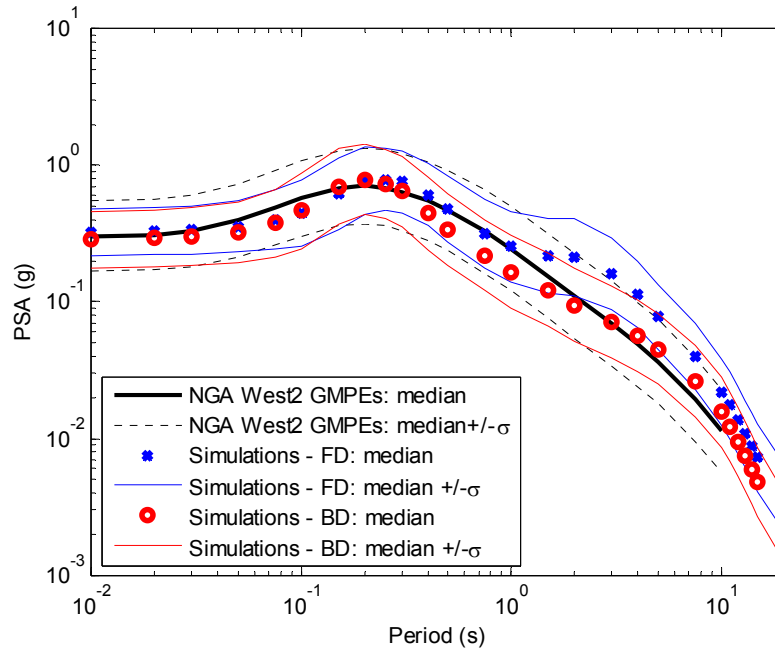 10^1
10^0
10^-1
10^-2
10^-3
PSA (g)
NGA West2 GMPEs: median
NGA West2 GMPEs: median+/-σ
Simulations - FD: median
Simulations - FD: median +/-σ
Simulations - BD: median
Simulations - BD: median +/-σ
10^-2 10^-1 10^0 10^1
Period (s)